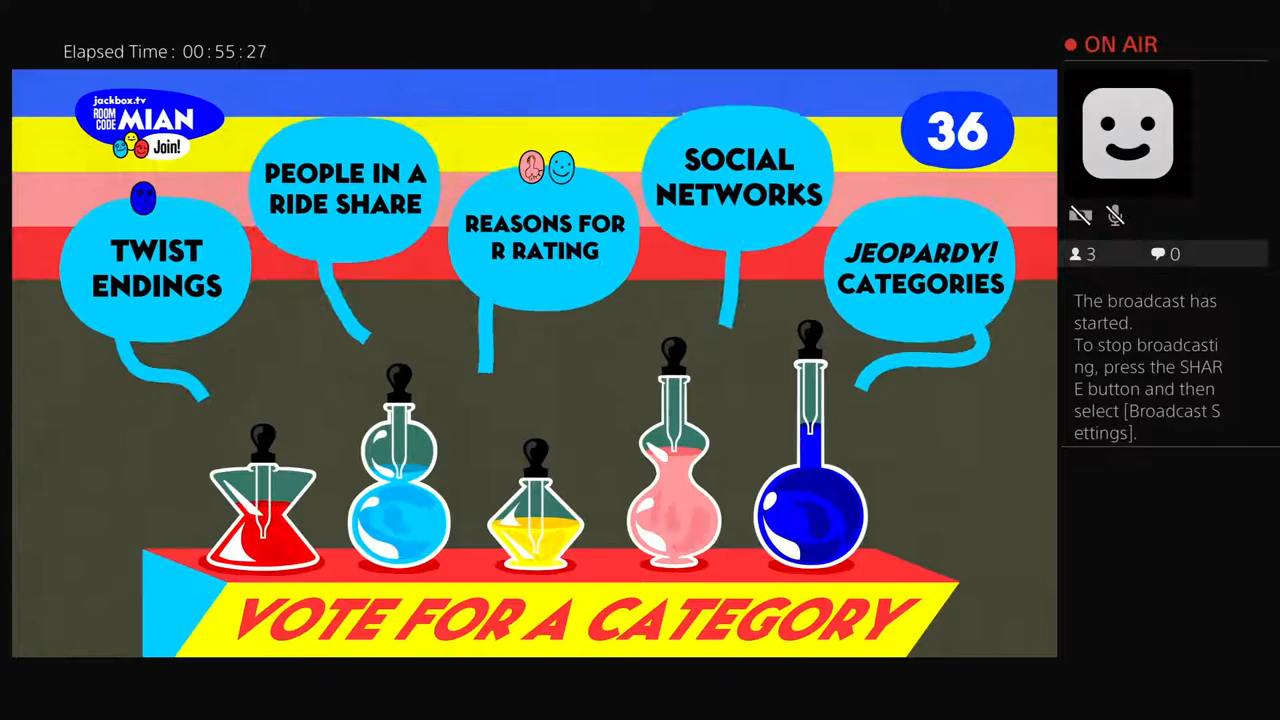 Elapsed Time : 00 : 55 : 27
ON AIR
jackbox.tv
ROOM CODE MIAN
Join!
36
TWIST
ENDINGS
PEOPLE IN A
RIDE SHARE
REASONS FOR
R RATING
SOCIAL
NETWORKS
JEOPARDY!
CATEGORIES
VOTE FOR A CATEGORY
3
0
The broadcast has
started.
To stop broadcasti
ng, press the SHAR
E button and then
select [Broadcast S
ettings].